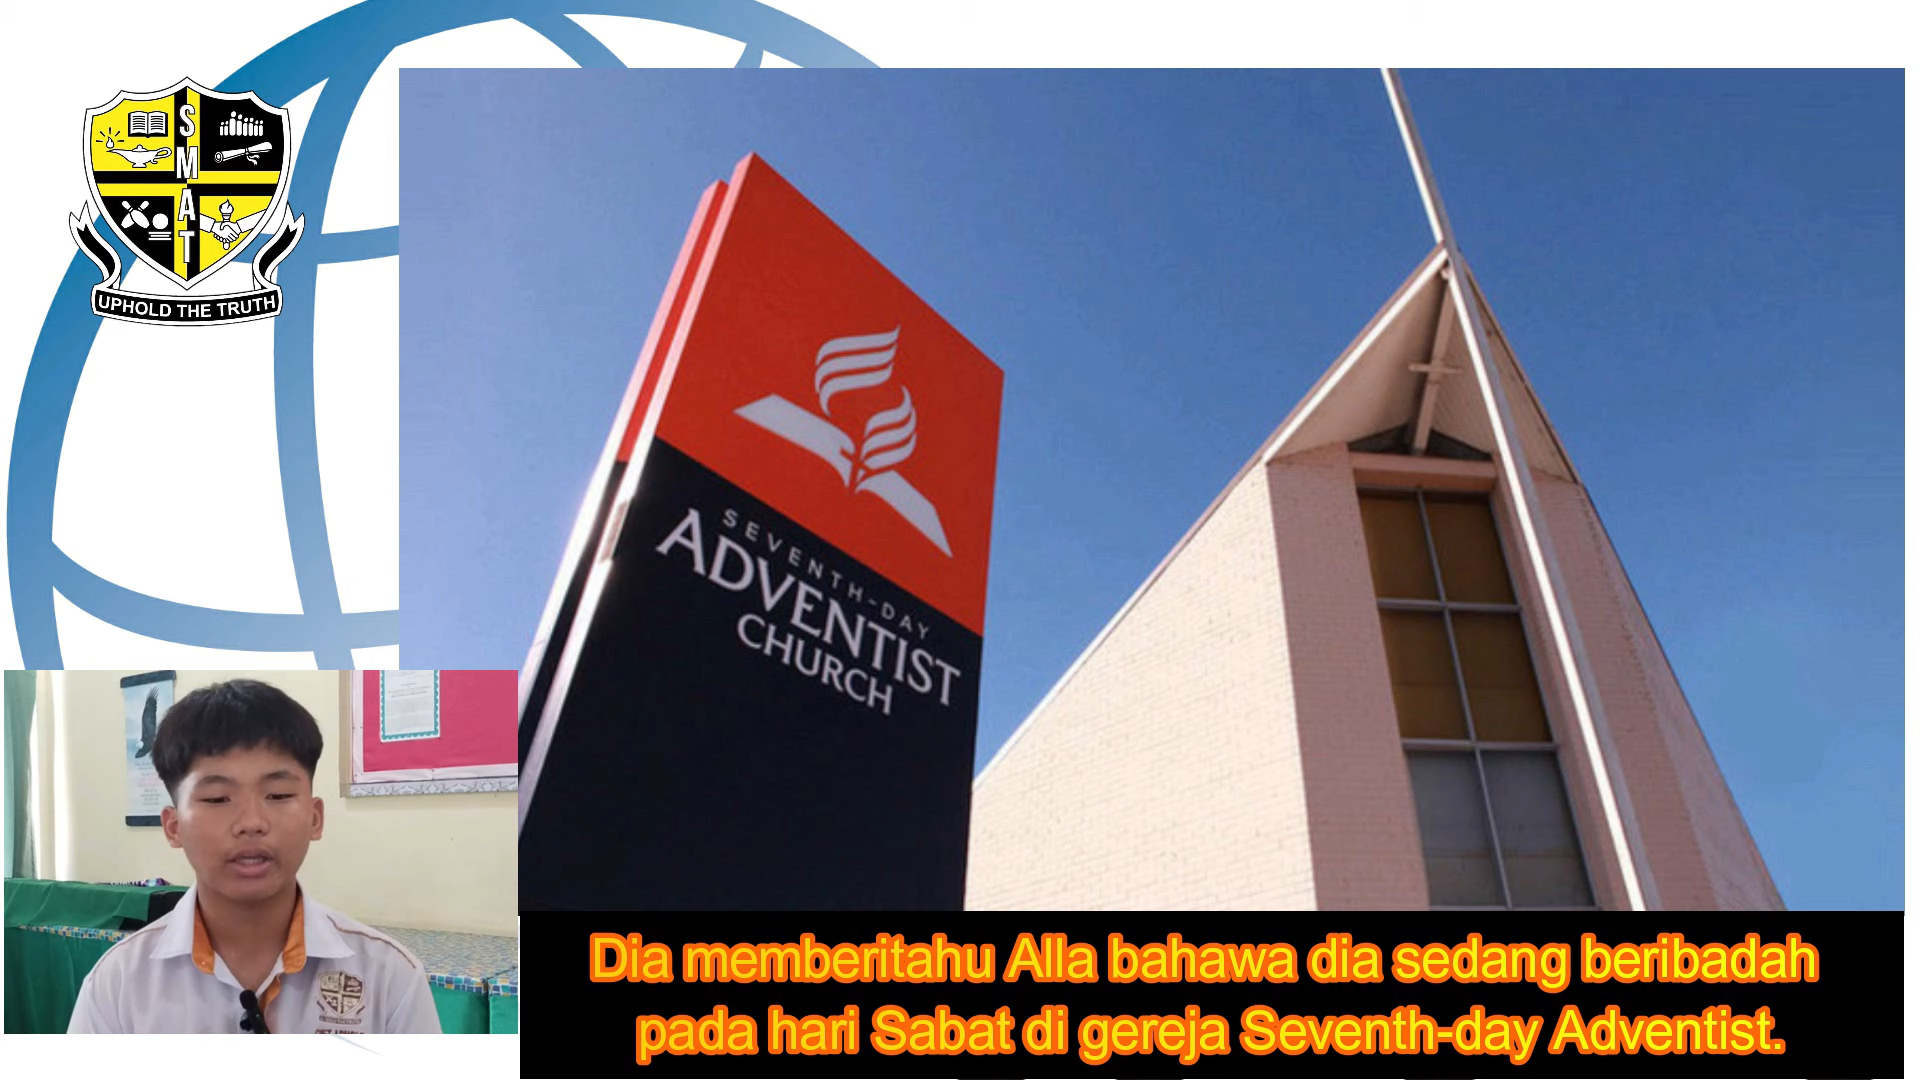 SMAT
UPHOLD THE TRUTH
SEVENTH-DAY
ADVENTIST
CHURCH
Dia memberitahu Alla bahawa dia sedang beribadah
pada hari Sabat di gereja Seventh-day Adventist.